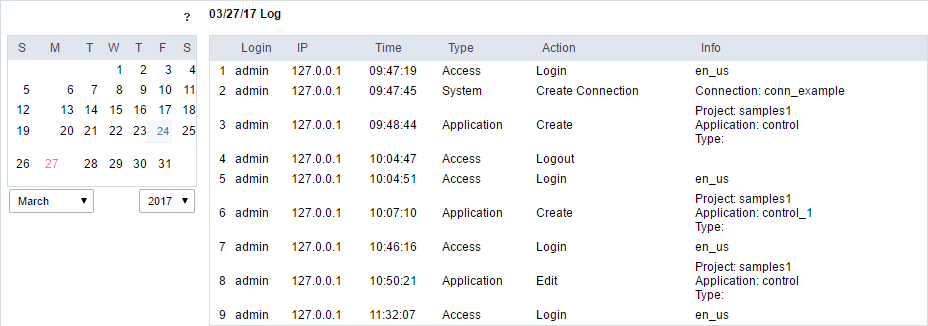 ? 03/27/17 Log
S M T W T F S
1 2 3 4
5 6 7 8 9 10 11
12 13 14 15 16 17 18
19 20 21 22 23 24 25
26 27 28 29 30 31
March 2017
Login IP Time Type Action Info
1 admin 127.0.0.1 09:47:19 Access Login en_us
2 admin 127.0.0.1 09:47:45 System Create Connection Connection: conn_example
3 admin 127.0.0.1 09:48:44 Application Create Project: samples1
Application: control
Type:
4 admin 127.0.0.1 10:04:47 Access Logout
5 admin 127.0.0.1 10:04:51 Access Login en_us
6 admin 127.0.0.1 10:07:10 Application Create Project: samples1
Application: control_1
Type:
7 admin 127.0.0.1 10:46:16 Access Login en_us
8 admin 127.0.0.1 10:50:21 Application Edit Project: samples1
Application: control
Type:
9 admin 127.0.0.1 11:32:07 Access Login en_us